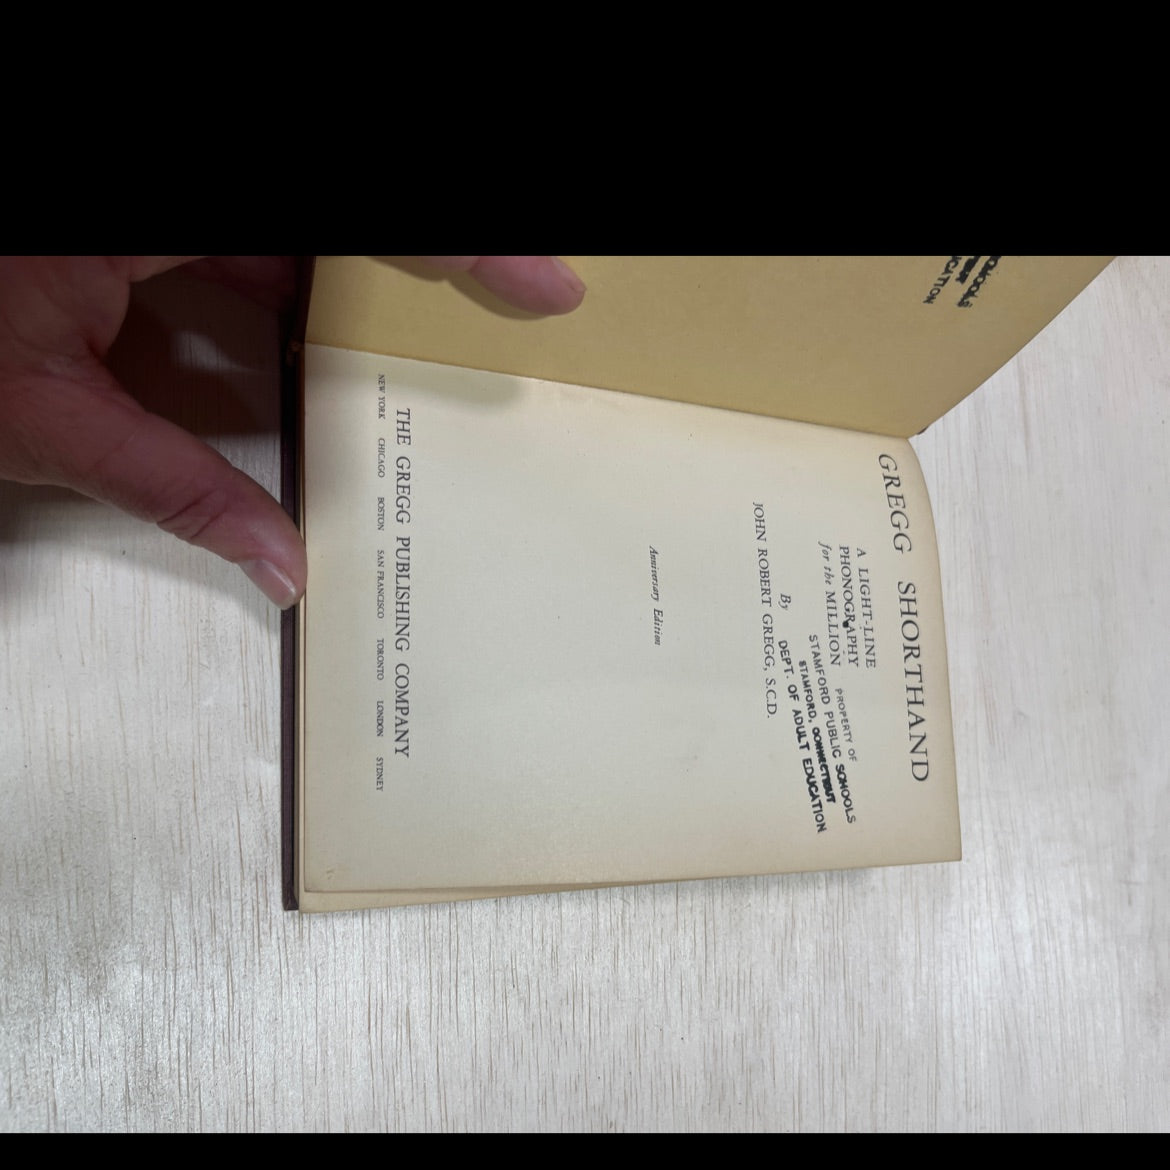 GREGG SHORTHAND
A LIGHT-LINE
PHONOGRAPHY
for the MILLION
By
JOHN ROBERT GREGG, S.C.D.
PROPERTY OF
STAMFORD PUBLIC SCHOOLS
STAMFORD, CONNECTICUT
DEPT. OF ADULT EDUCATION
Anniversary Edition
THE GREGG PUBLISHING COMPANY
NEW YORK CHICAGO BOSTON SAN FRANCISCO TORONTO LONDON SYDNEY